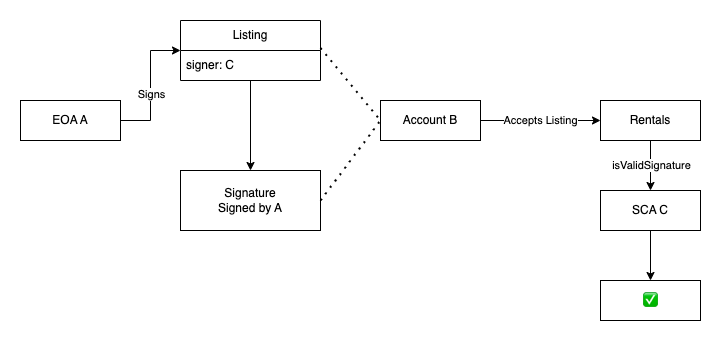 Listing
signer: C
Signs
EOA A
Account B
Accepts Listing
Rentals
isValidSignature
Signature
Signed by A
SCA C
✅